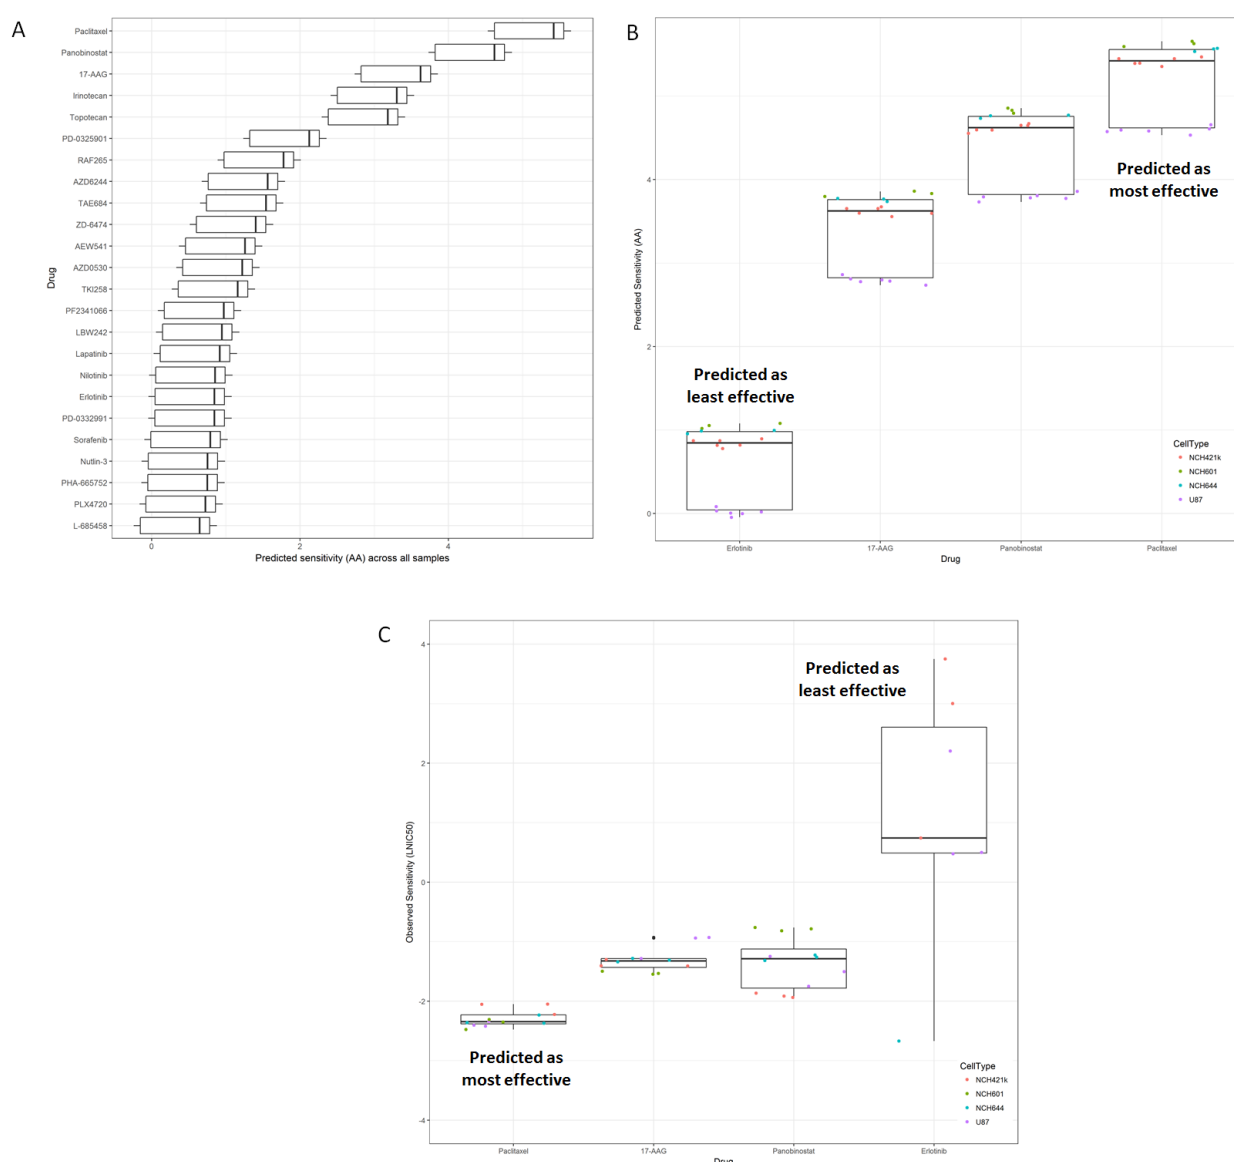 A
Paclitaxel
Panobinostat
17-AAG
Irinotecan
Topotecan
PD-0325901
RAF265
AZD6244
TAE684
ZD-6474
AEW541
AZD0530
TKI258
PF2341066
LBW242
Lapatinib
Nilotinib
Erlotinib
PD-0332991
Sorafenib
Nutlin-3
PHA-665752
PLX4720
L-685458
Drug
0 2 4
Predicted sensitivity (AA) across all samples
B
Predicted Sensitivity (AA)
4
2
0
Predicted as
least effective
Predicted as
most effective
CellType
NCH421k
NCH601
NCH644
U87
Erlotinib 17-AAG Panobinostat Paclitaxel
Drug
C
Observed Sensitivity (LNIC50)
4
2
0
-2
-4
Predicted as
least effective
Predicted as
most effective
CellType
NCH421k
NCH601
NCH644
U87
Paclitaxel 17-AAG Panobinostat Erlotinib
Drug